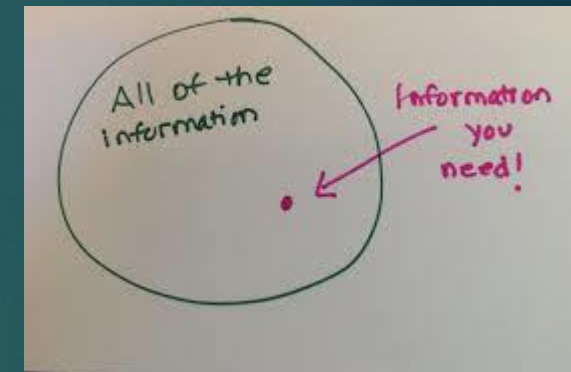 All of the
information
Information
you
need!